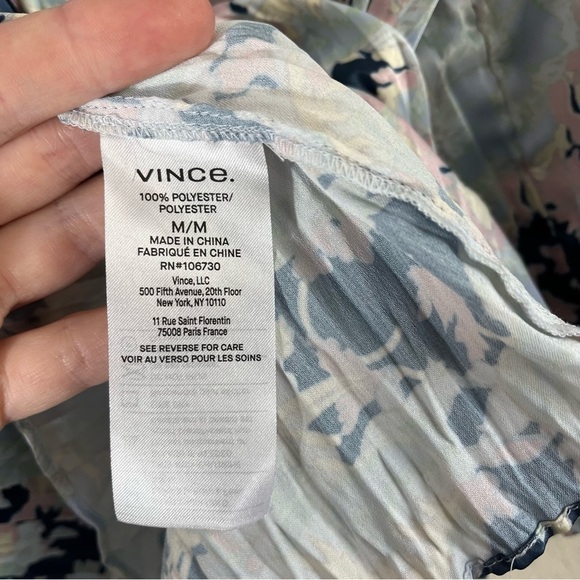 VINCE.
100% POLYESTER/
POLYESTER
M/M
MADE IN CHINA
FABRIQUÉ EN CHINE
RN#106730
Vince, LLC
500 Fifth Avenue, 20th Floor
New York, NY 10110
11 Rue Saint Florentin
75008 Paris France
SEE REVERSE FOR CARE
VOIR AU VERSO POUR LES SOINS